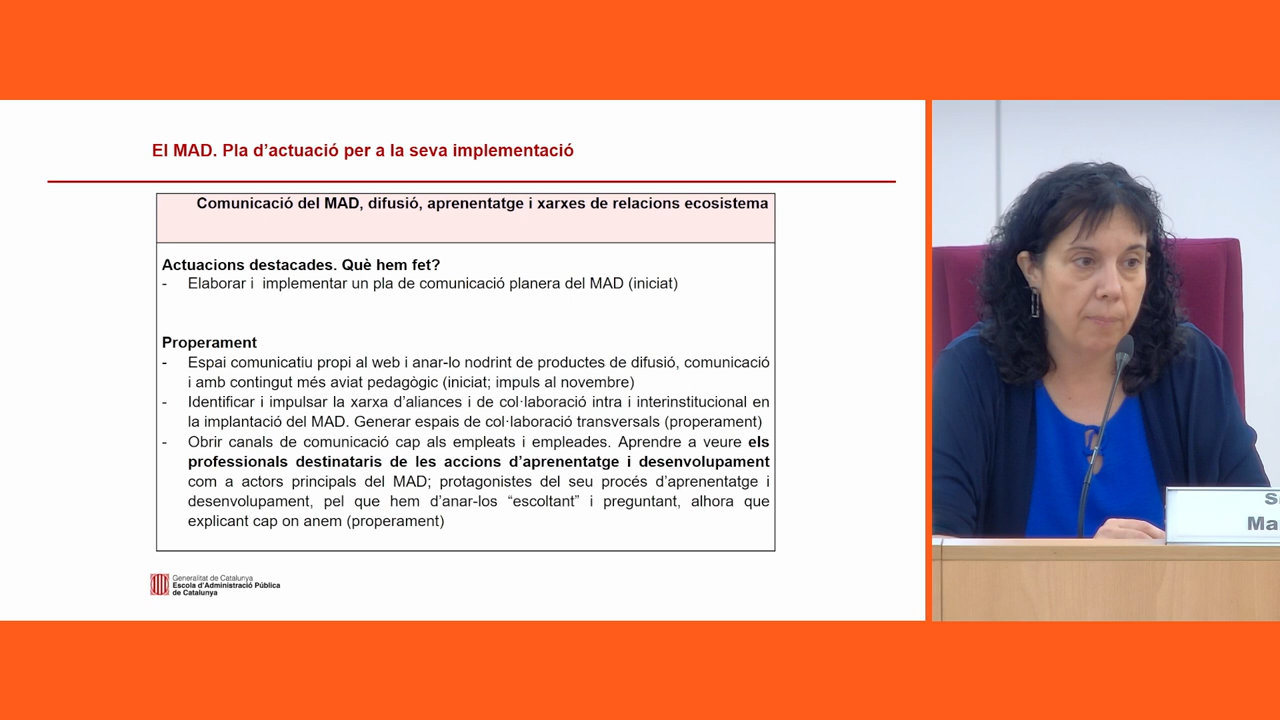 El MAD. Pla d'actuació per a la seva implementació
Comunicació del MAD, difusió, aprenentatge i xarxes de relacions ecosistema
Actuacions destacades. Què hem fet?
- Elaborar i implementar un pla de comunicació planera del MAD (iniciat)
Properament
- Espai comunicatiu propi al web i anar-lo nodrint de productes de difusió, comunicació
i amb contingut més aviat pedagògic (iniciat; impuls al novembre)
- Identificar i impulsar la xarxa d'aliances i de col·laboració intra i interinstitucional en
la implantació del MAD. Generar espais de col·laboració transversals (properament)
- Obrir canals de comunicació cap als empleats i empleades. Aprendre a veure els
professionals destinataris de les accions d'aprenentatge i desenvolupament
com a actors principals del MAD; protagonistes del seu procés d'aprenentatge i
desenvolupament, pel que hem d'anar-los “escoltant” i preguntant, alhora que
explicant cap on anem (properament)
Generalitat de Catalunya
Escola d'Administració Pública
de Catalunya
Ma